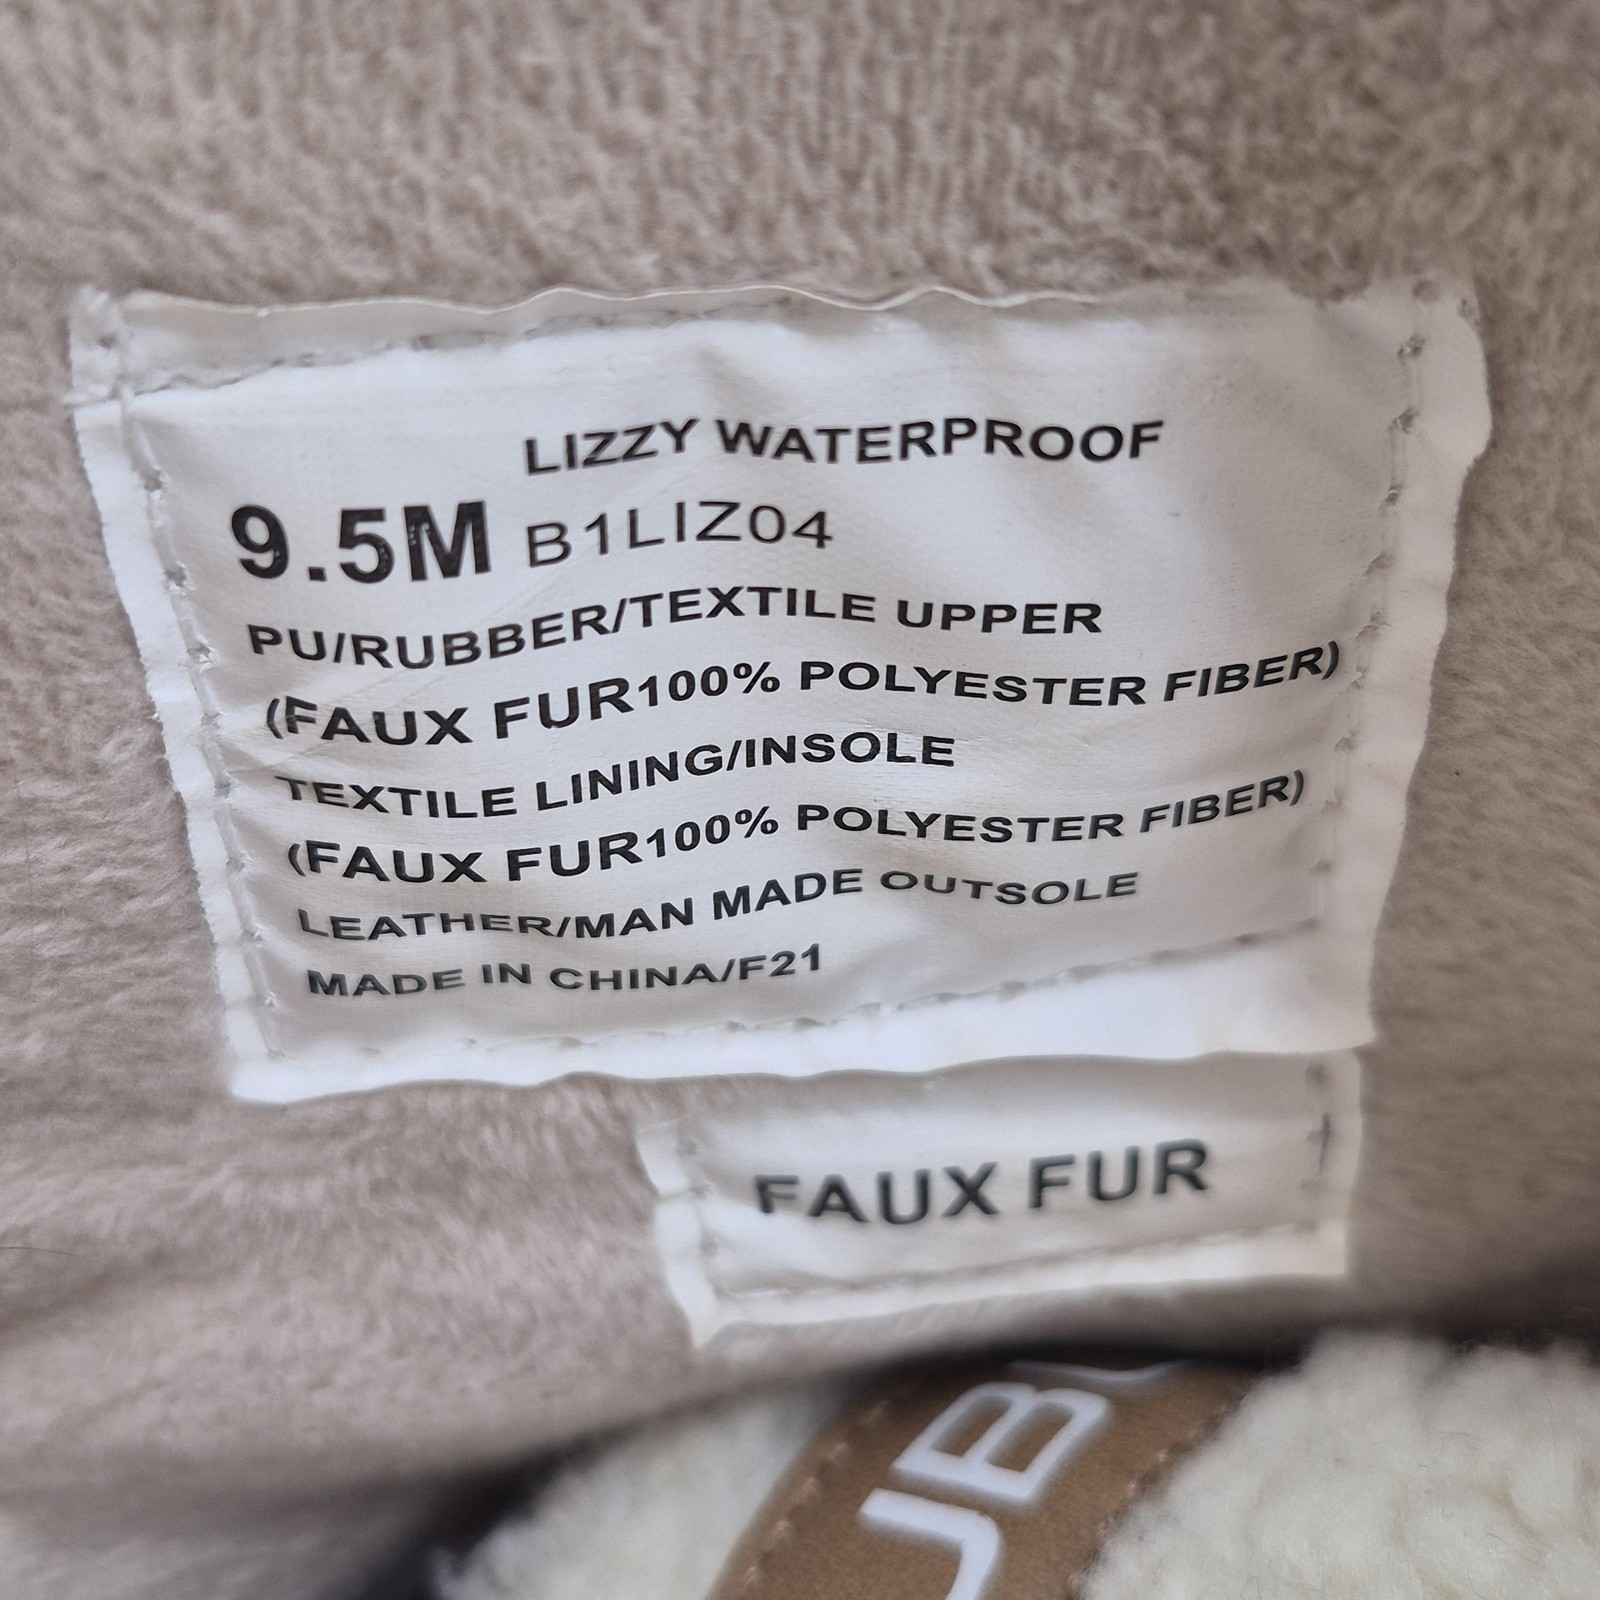 LIZZY WATERPROOF
9.5M B1LIZ04
PU/RUBBER/TEXTILE UPPER
(FAUX FUR100% POLYESTER FIBER)
TEXTILE LINING/INSOLE
(FAUX FUR100% POLYESTER FIBER)
LEATHER/MAN MADE OUTSOLE
MADE IN CHINA/F21
FAUX FUR